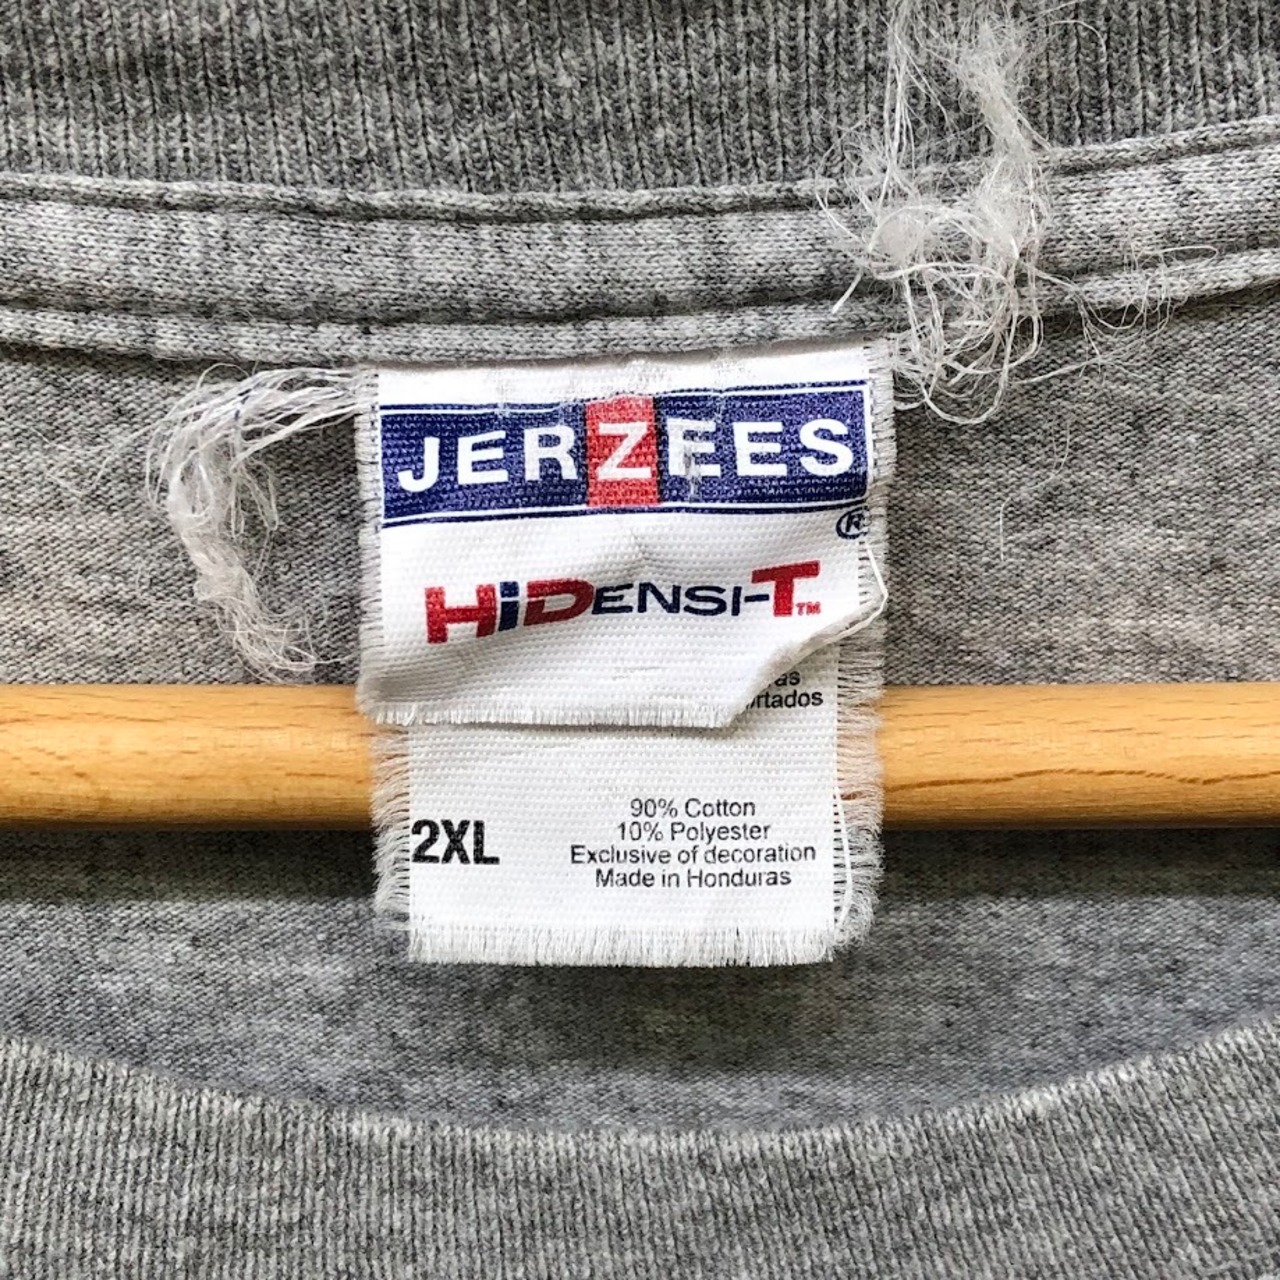 JERZEES
®
HiDENSI-T™
2XL
90% Cotton
10% Polyester
Exclusive of decoration
Made in Honduras